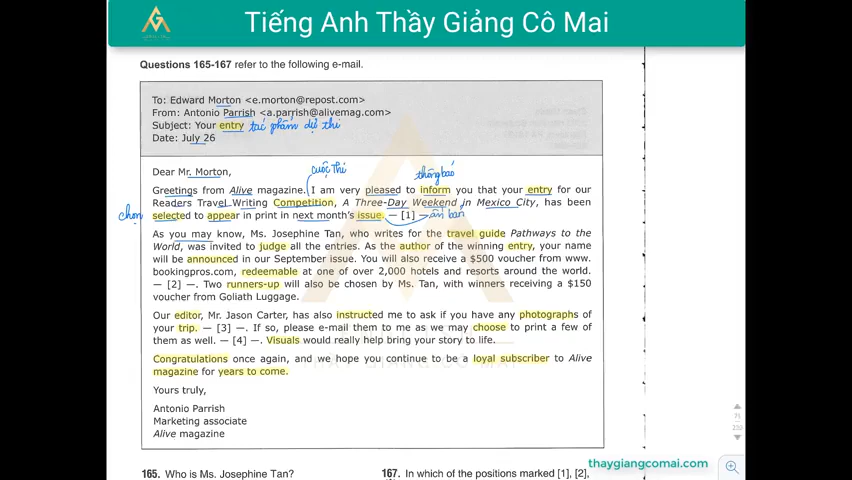 Tiếng Anh Thầy Giảng Cô Mai
Questions 165-167 refer to the following e-mail.
To: Edward Morton <e.morton@repost.com>
From: Antonio Parrish <a.parrish@alivemag.com>
Subject: Your entry tác phẩm dự thi
Date: July 26
cuộc thi
Dear Mr. Morton,
thông báo
Greetings from Alive magazine. I am very pleased to inform you that your entry for our
Readers Travel Writing Competition, A Three-Day Weekend in Mexico City, has been
chọn
selected to appear in print in next month's issue. — [1] — ấn bản
As you may know, Ms. Josephine Tan, who writes for the travel guide Pathways to the
World, was invited to judge all the entries. As the author of the winning entry, your name
will be announced in our September issue. You will also receive a $500 voucher from www.
bookingpros.com, redeemable at one of over 2,000 hotels and resorts around the world.
— [2] —. Two runners-up will also be chosen by Ms. Tan, with winners receiving a $150
voucher from Goliath Luggage.
Our editor, Mr. Jason Carter, has also instructed me to ask if you have any photographs of
your trip. — [3] —. If so, please e-mail them to me as we may choose to print a few of
them as well. — [4] —. Visuals would really help bring your story to life.
Congratulations once again, and we hope you continue to be a loyal subscriber to Alive
magazine for years to come.
Yours truly,
Antonio Parrish
Marketing associate
Alive magazine
thaygiangcomai.com
165. Who is Ms. Josephine Tan?
167. In which of the positions marked [1], [2],